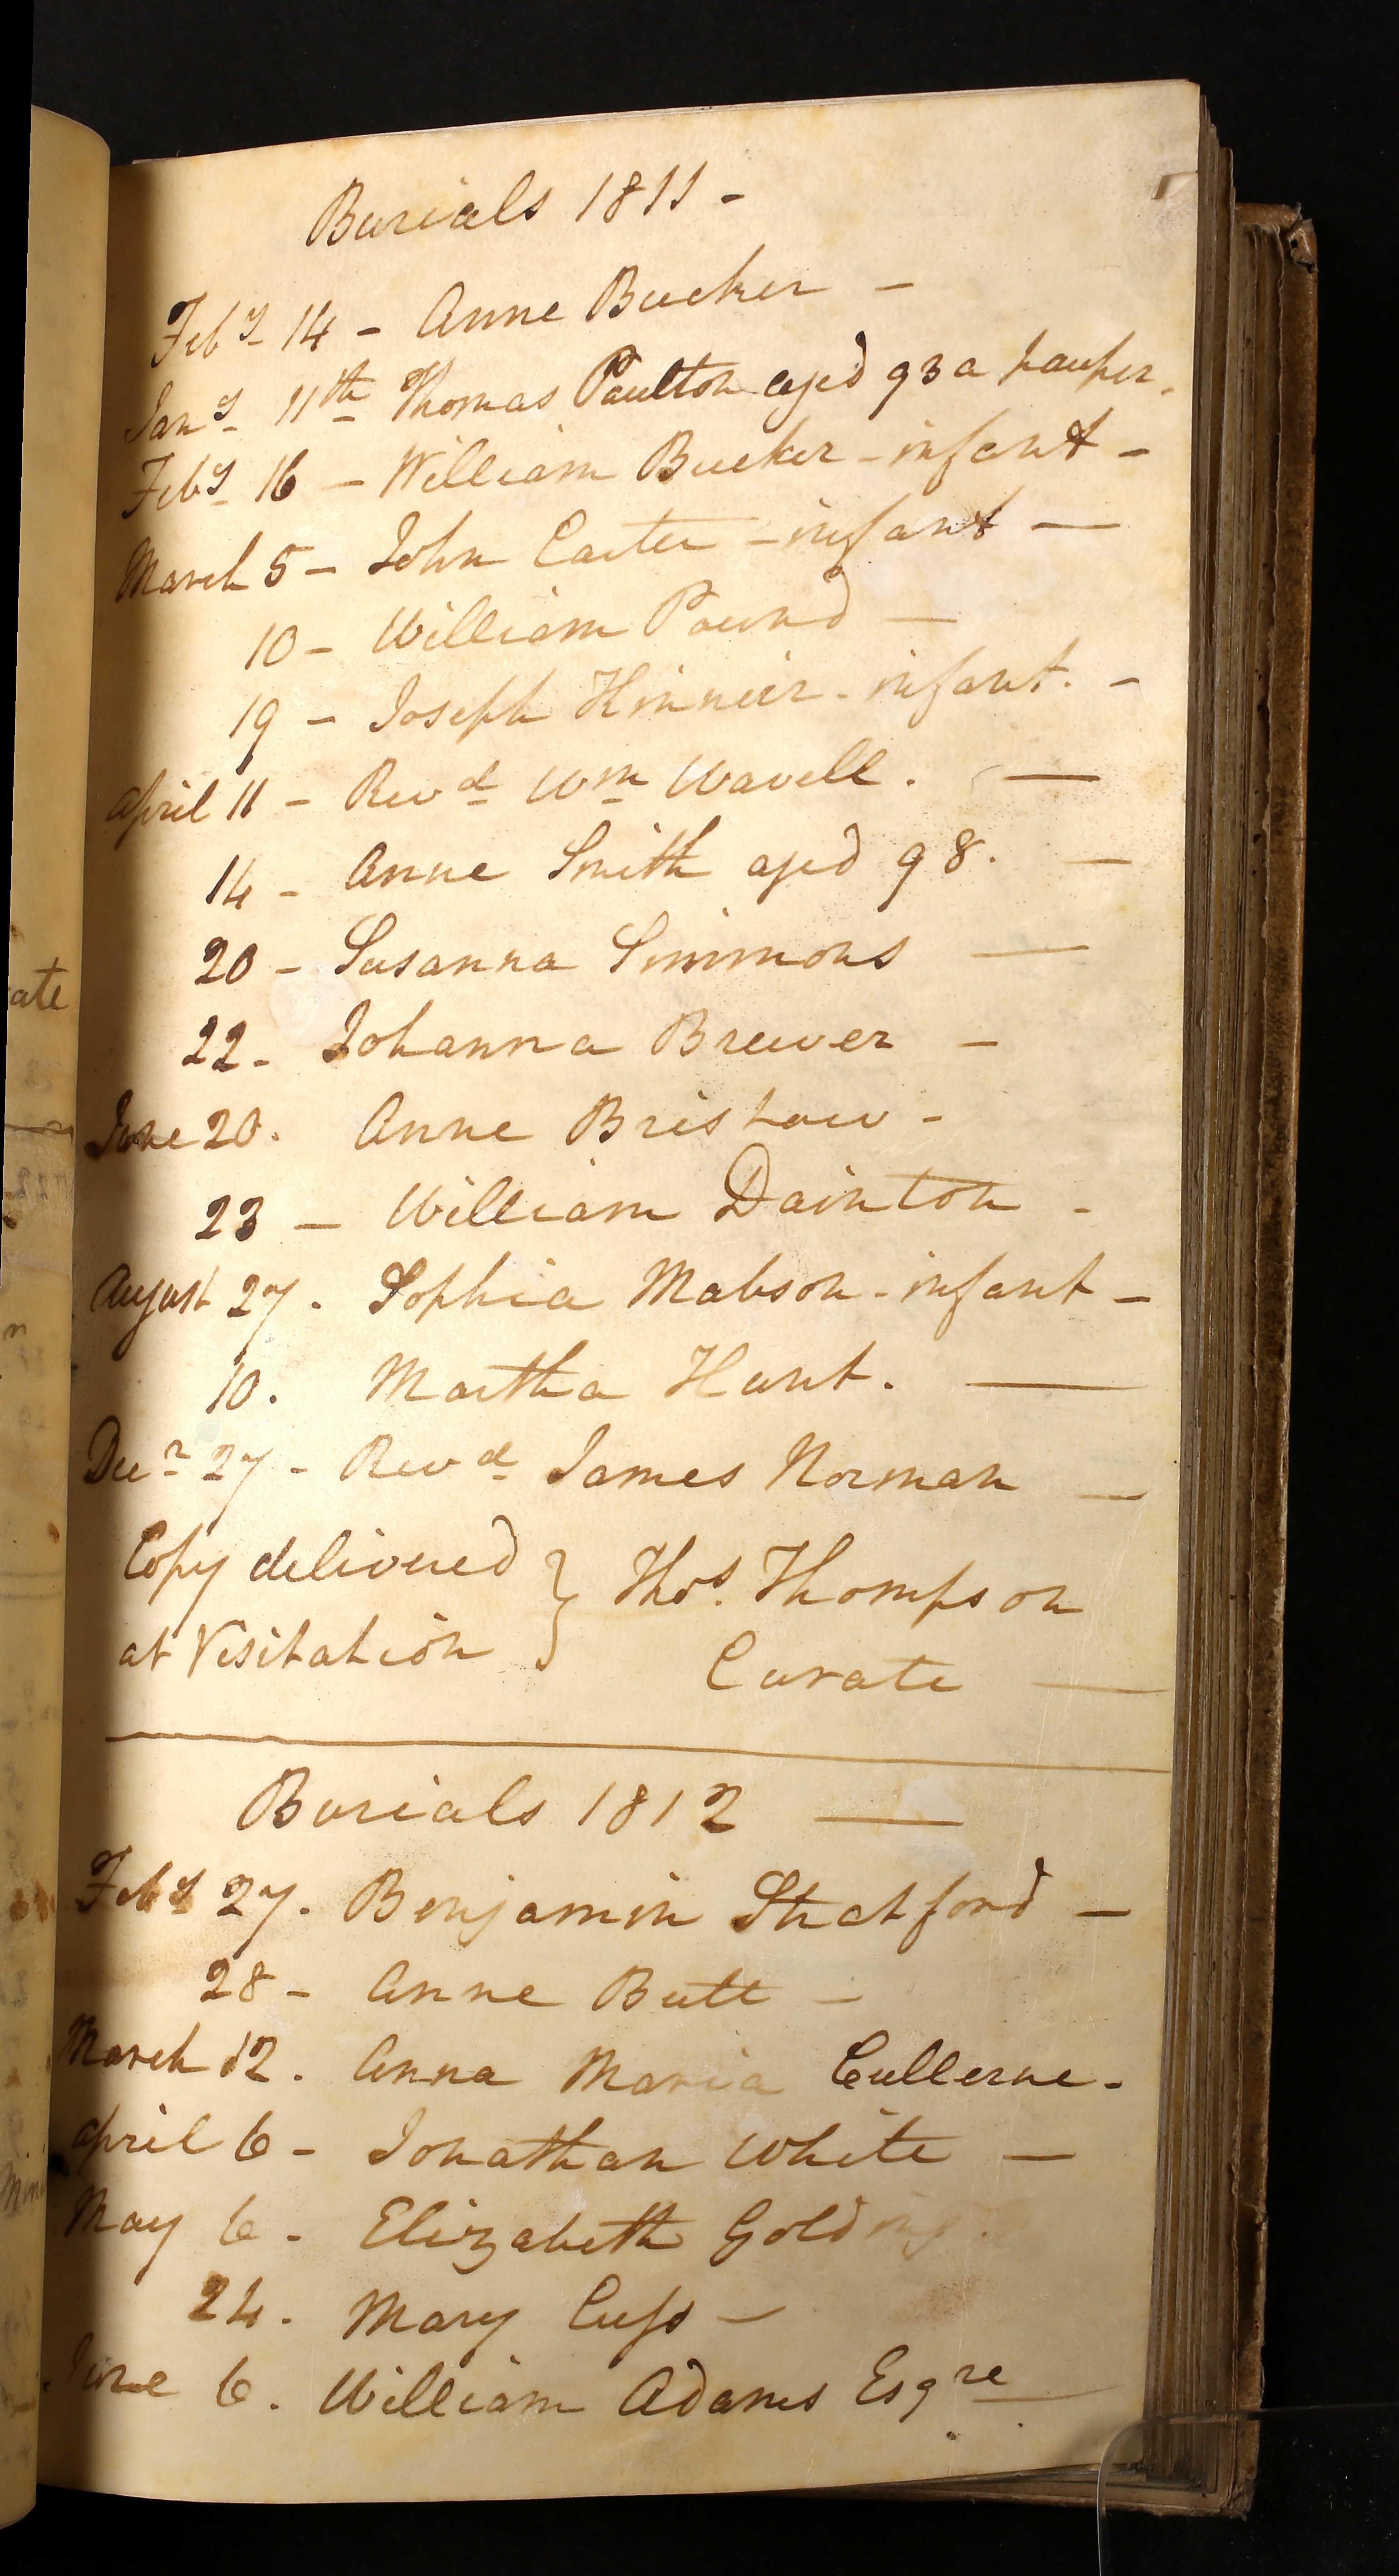 Burials 1811 -
Feby 14 - Anne Bucker -
Jany 11th Thomas Paulton aged 93 a pauper.
Feby 16 - William Bucker - infant -
March 5 - John Carter - infant -
10 - William Pound -
19 - Joseph Hinneir - infant. -
April 11 - Revd Wm Wavell. -
14 - Anne Smith aged 98. -
20 - Susanna Simmons -
22 - Johanna Brewer -
June 20. Anne Bristow -
23 - William Dainton -
August 27. Sophia Mabson - infant -
10. Martha Hunt. -
Decr 27 - Revd James Norman -
Copy delivered } Thos. Thompson
at Visitation } Curate -
Burials 1812 -
Feby 27. Benjamin Stratford -
28 - Anne Butt -
March 12. Anna Maria Cullerne -
April 6 - Jonathan White -
May 6 - Elizabeth Golding.
24. Mary Cuss -
June 6. William Adams Esqre
ate